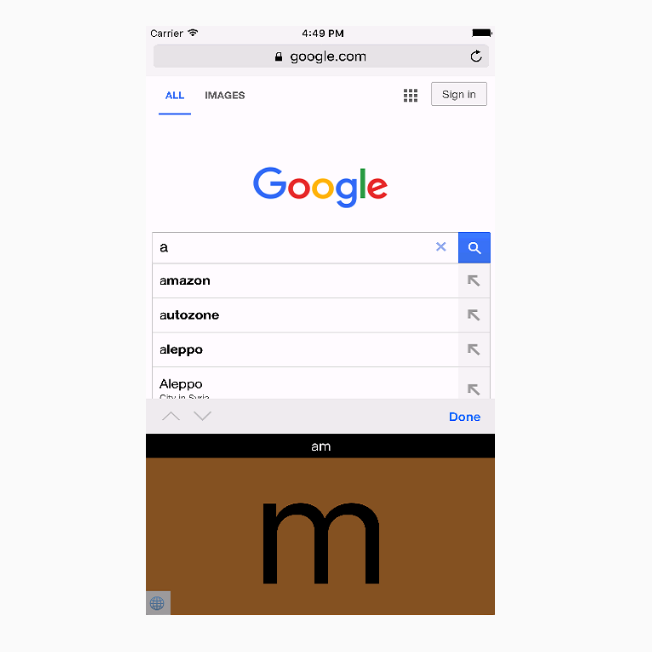 Carrier 4:49 PM
google.com
ALL IMAGES Sign in
Google
a
amazon
autozone
aleppo
Aleppo
City in Syria
Done
am
m